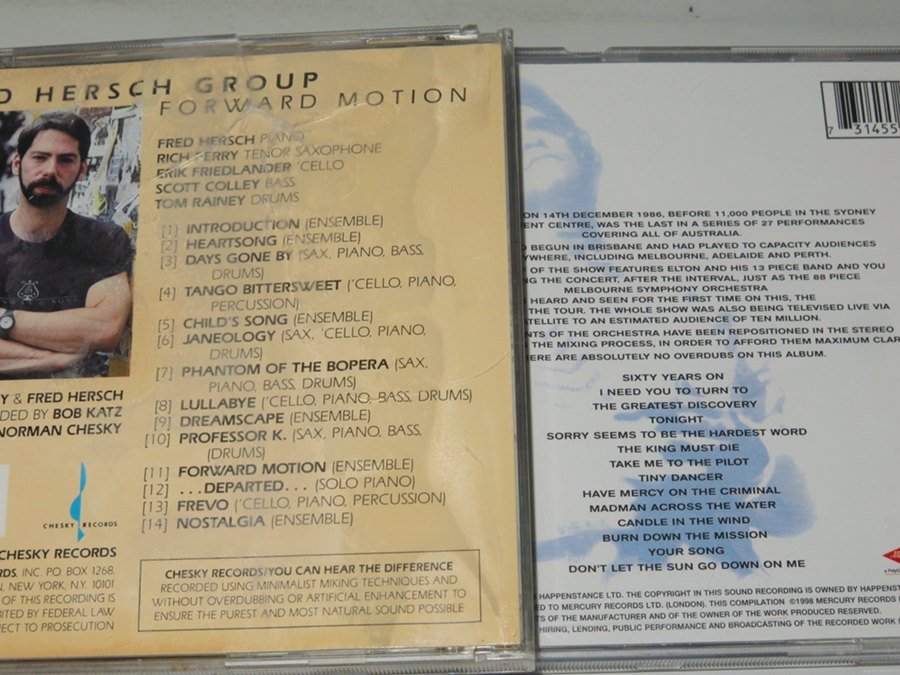 D HERSCH GROUP
FORWARD MOTION
FRED HERSCH PIANO
RICH PERRY TENOR SAXOPHONE
ERIK FRIEDLANDER 'CELLO
SCOTT COLLEY BASS
TOM RAINEY DRUMS
[1] INTRODUCTION (ENSEMBLE)
[2] HEARTSONG (ENSEMBLE)
[3] DAYS GONE BY (SAX, PIANO, BASS,
DRUMS)
[4] TANGO BITTERSWEET ('CELLO, PIANO,
PERCUSSION)
[5] CHILD'S SONG (ENSEMBLE)
[6] JANEOLOGY (SAX, 'CELLO, PIANO,
DRUMS)
[7] PHANTOM OF THE BOPERA (SAX,
PIANO, BASS, DRUMS)
[8] LULLABYE ('CELLO, PIANO, BASS, DRUMS)
[9] DREAMSCAPE (ENSEMBLE)
[10] PROFESSOR K. (SAX, PIANO, BASS,
(DRUMS)
[11] FORWARD MOTION (ENSEMBLE)
[12] ...DEPARTED... (SOLO PIANO)
[13] FREVO ('CELLO, PIANO, PERCUSSION)
[14] NOSTALGIA (ENSEMBLE)
Y & FRED HERSCH
DED BY BOB KATZ
NORMAN CHESKY
CHESKY RECORDS
CHESKY RECORDS
RDS, INC. PO BOX 1268,
N, NEW YORK, N.Y. 10101
OF THIS RECORDING IS
IBITED BY FEDERAL LAW
JECT TO PROSECUTION
CHESKY RECORDS/YOU CAN HEAR THE DIFFERENCE
RECORDED USING MINIMALIST MIKING TECHNIQUES AND
WITHOUT OVERDUBBING OR ARTIFICIAL ENHANCEMENT TO
ENSURE THE PUREST AND MOST NATURAL SOUND POSSIBLE
7 31455
ON 14TH DECEMBER 1986, BEFORE 11,000 PEOPLE IN THE SYDNEY
ENT CENTRE, WAS THE LAST IN A SERIES OF 27 PERFORMANCES
COVERING ALL OF AUSTRALIA.
D BEGUN IN BRISBANE AND HAD PLAYED TO CAPACITY AUDIENCES
YWHERE, INCLUDING MELBOURNE, ADELAIDE AND PERTH.
OF THE SHOW FEATURES ELTON AND HIS 13 PIECE BAND AND YOU
NG THE CONCERT, AFTER THE INTERVAL, JUST AS THE 88 PIECE
MELBOURNE SYMPHONY ORCHESTRA
HEARD AND SEEN FOR THE FIRST TIME ON THIS, THE
THE TOUR. THE WHOLE SHOW WAS ALSO BEING TELEVISED LIVE VIA
ATELLITE TO AN ESTIMATED AUDIENCE OF TEN MILLION.
NTS OF THE ORCHESTRA HAVE BEEN REPOSITIONED IN THE STEREO
THE MIXING PROCESS, IN ORDER TO AFFORD THEM MAXIMUM CLAR
ERE ARE ABSOLUTELY NO OVERDUBS ON THIS ALBUM.
SIXTY YEARS ON
I NEED YOU TO TURN TO
THE GREATEST DISCOVERY
TONIGHT
SORRY SEEMS TO BE THE HARDEST WORD
THE KING MUST DIE
TAKE ME TO THE PILOT
TINY DANCER
HAVE MERCY ON THE CRIMINAL
MADMAN ACROSS THE WATER
CANDLE IN THE WIND
BURN DOWN THE MISSION
YOUR SONG
DON'T LET THE SUN GO DOWN ON ME
HAPPENSTANCE LTD. THE COPYRIGHT IN THIS SOUND RECORDING IS OWNED BY HAPPENST
ED TO MERCURY RECORDS LTD. (LONDON). THIS COMPILATION ©1998 MERCURY RECORDS
TS OF THE MANUFACTURER AND OF THE OWNER OF THE WORK PRODUCED RESERVED.
HIRING, LENDING, PUBLIC PERFORMANCE AND BROADCASTING OF THE RECORDED WORK